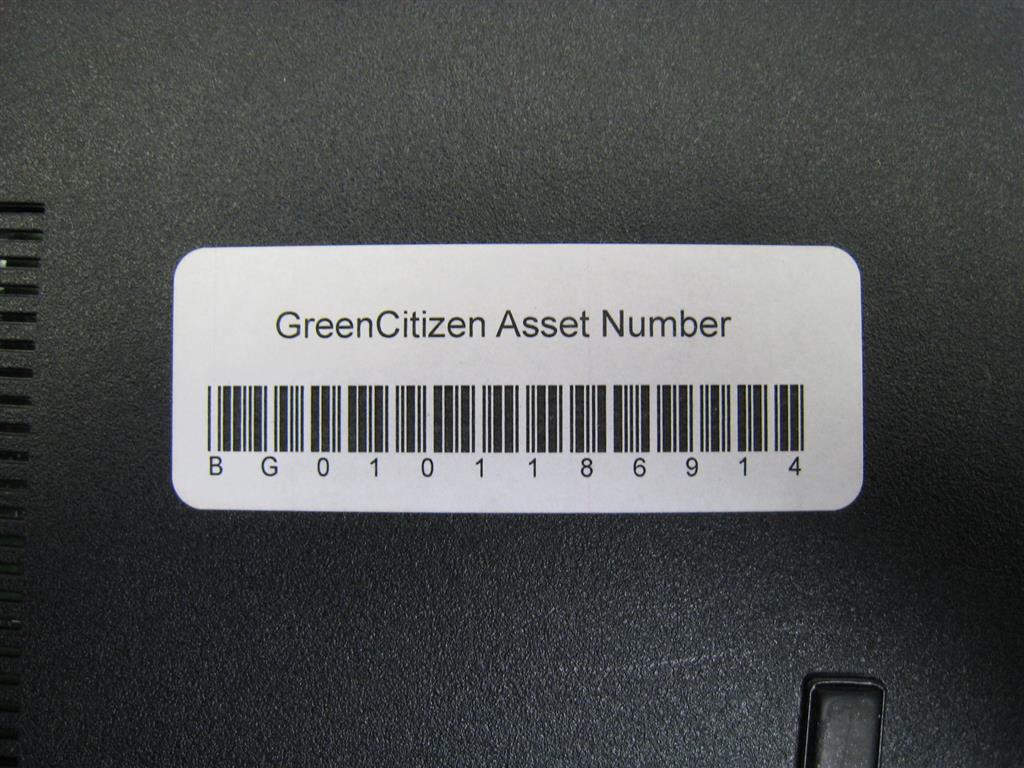 GreenCitizen Asset Number
B G 0 1 0 1 1 8 6 9 1 4